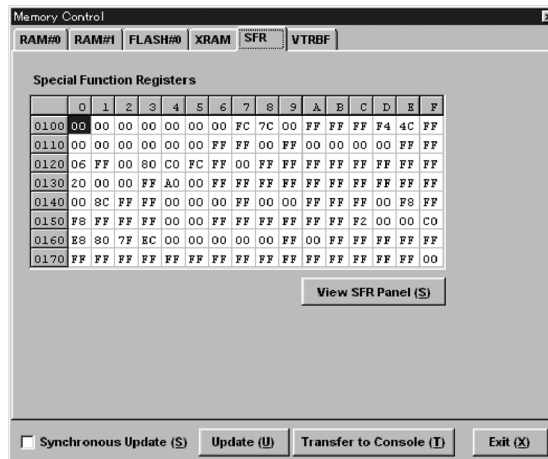 Memory Control
RAM#0 RAM#1 FLASH#0 XRAM SFR VTRBF
Special Function Registers
0 1 2 3 4 5 6 7 8 9 A B C D E F
0100 00 00 00 00 00 00 00 FC 7C 00 FF FF FF F4 4C FF
0110 00 00 00 00 00 00 FF FF 00 FF 00 00 00 00 FF FF
0120 06 FF 00 80 C0 FC FF 00 FF FF FF FF FF FF FF FF
0130 20 00 00 FF A0 00 FF FF FF FF FF FF FF FF FF FF
0140 00 8C FF FF 00 00 00 FF 00 00 FF FF FF 00 F8 FF
0150 F8 FF FF FF 00 00 FF FF FF FF FF FF F2 00 00 C0
0160 E8 80 7F EC 00 00 00 00 FF 00 FF FF FF FF FF FF
0170 FF FF FF FF FF FF FF FF FF FF FF FF FF FF FF 00
View SFR Panel (S)
Synchronous Update (S) Update (U) Transfer to Console (T) Exit (X)